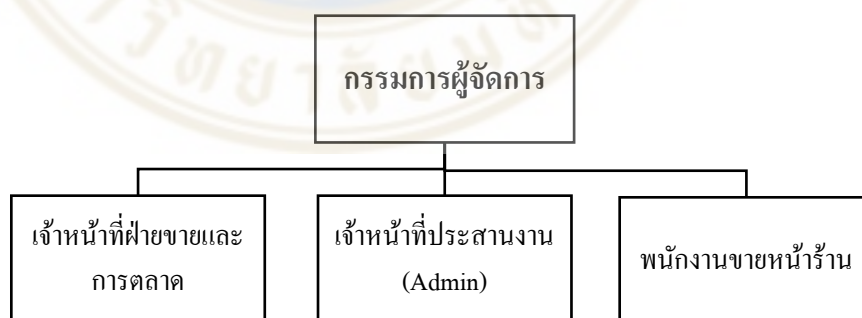 กรรมการผู้จัดการ
เจ้าหน้าที่ฝ่ายขายและ
การตลาด
เจ้าหน้าที่ประสานงาน
(Admin)
พนักงานขายหน้าร้าน